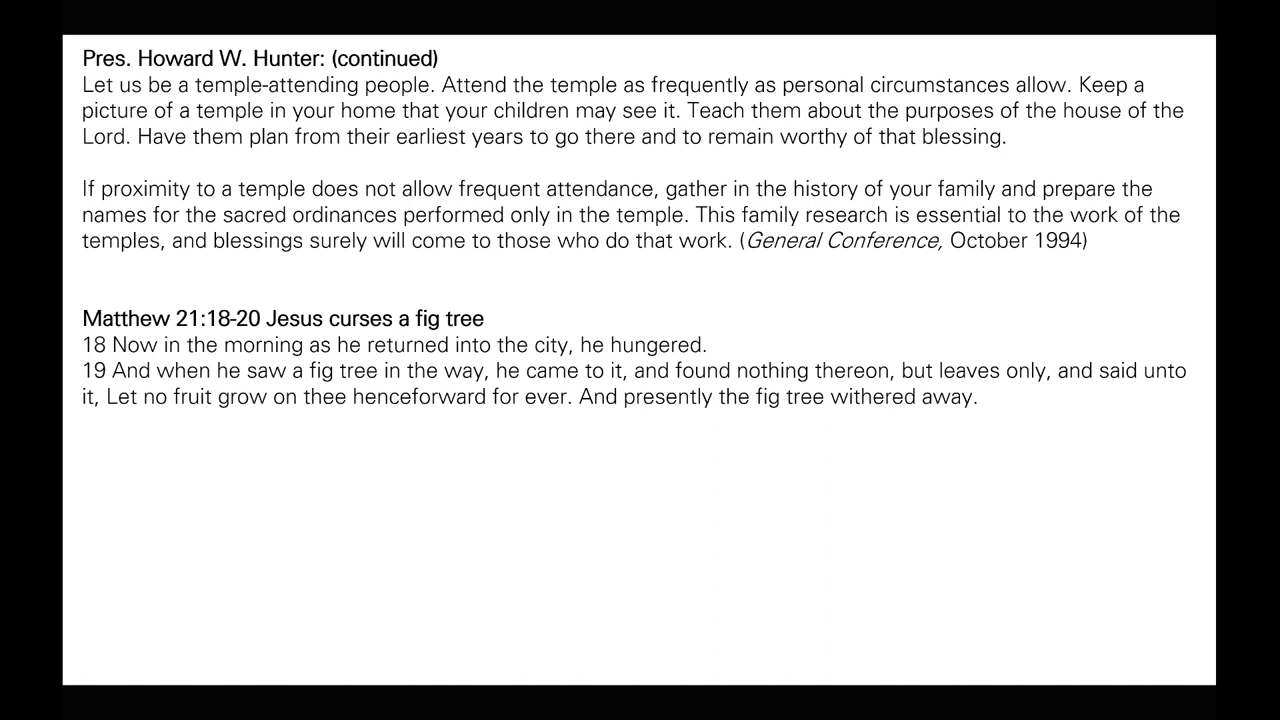 Pres. Howard W. Hunter: (continued)
Let us be a temple-attending people. Attend the temple as frequently as personal circumstances allow. Keep a
picture of a temple in your home that your children may see it. Teach them about the purposes of the house of the
Lord. Have them plan from their earliest years to go there and to remain worthy of that blessing.
If proximity to a temple does not allow frequent attendance, gather in the history of your family and prepare the
names for the sacred ordinances performed only in the temple. This family research is essential to the work of the
temples, and blessings surely will come to those who do that work. (General Conference, October 1994)
Matthew 21:18-20 Jesus curses a fig tree
18 Now in the morning as he returned into the city, he hungered.
19 And when he saw a fig tree in the way, he came to it, and found nothing thereon, but leaves only, and said unto
it, Let no fruit grow on thee henceforward for ever. And presently the fig tree withered away.